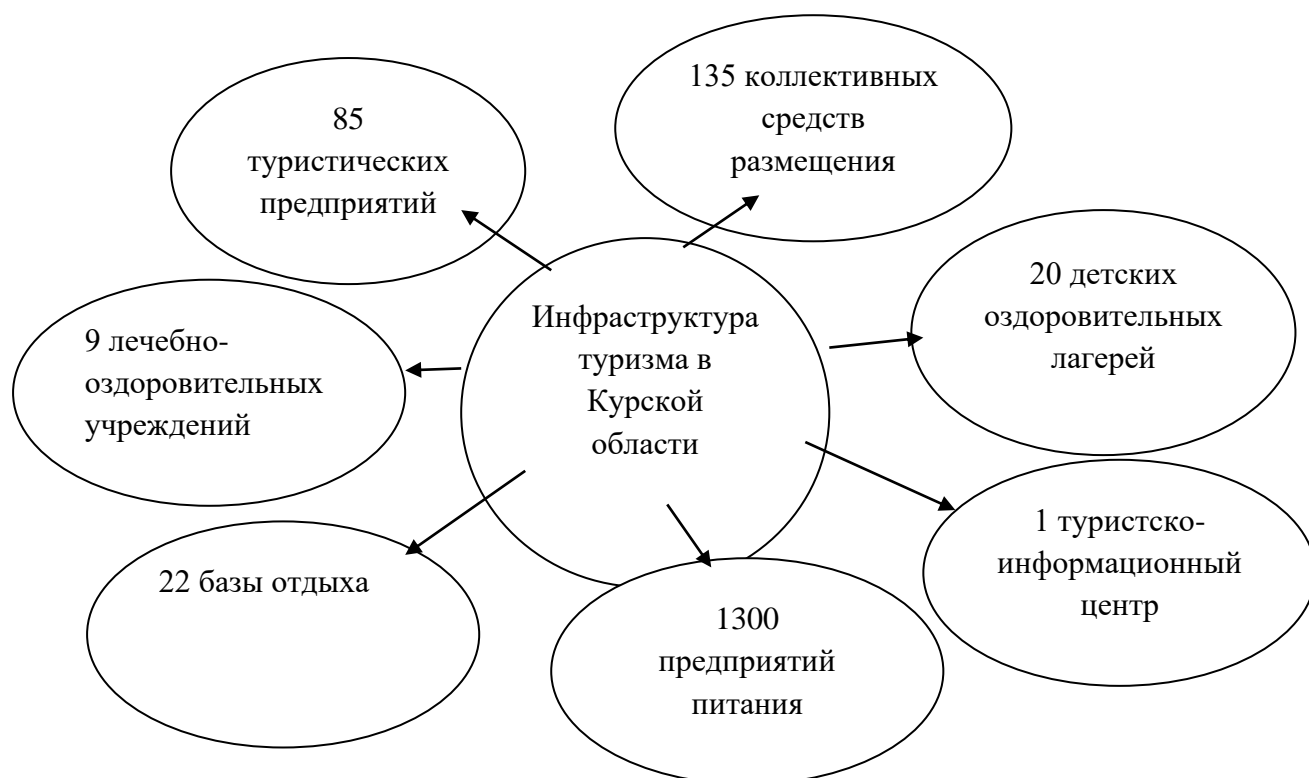 135 коллективных
средств
размещения
85
туристических
предприятий
20 детских
оздоровительных
лагерей
Инфраструктура
туризма в
Курской
области
9 лечебно-
оздоровительных
учреждений
1 туристско-
информационный
центр
22 базы отдыха
1300
предприятий
питания